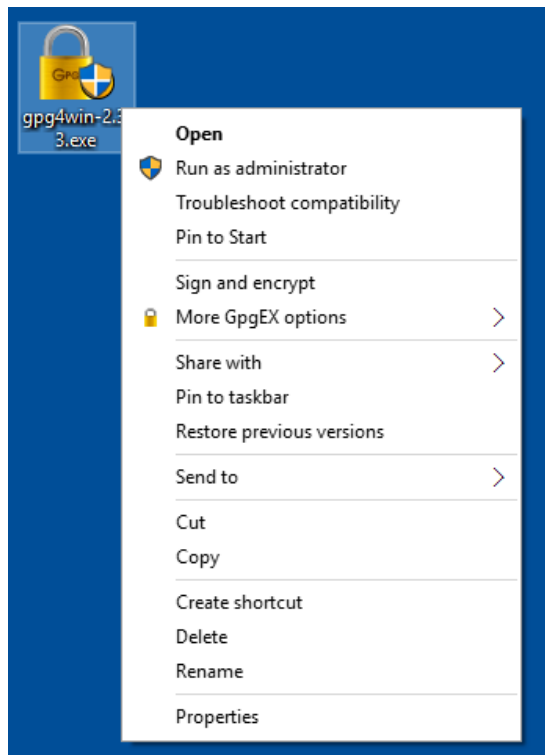 GPG
gpg4win-2.3
3.exe
Open
Run as administrator
Troubleshoot compatibility
Pin to Start
Sign and encrypt
More GpgEX options
Share with
Pin to taskbar
Restore previous versions
Send to
Cut
Copy
Create shortcut
Delete
Rename
Properties